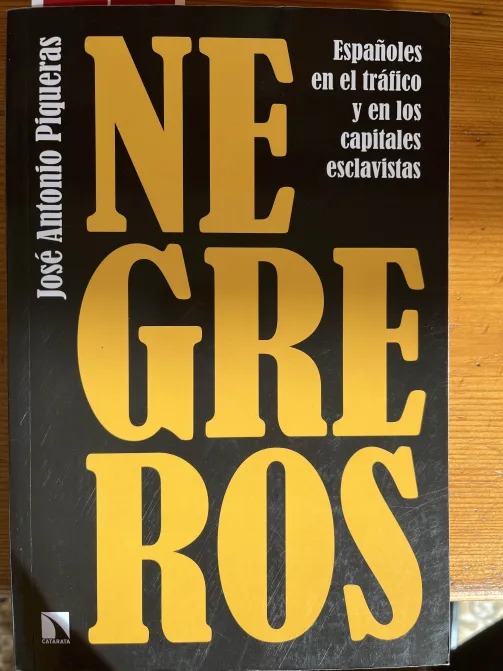 José Antonio Piqueras
NE
GRE
ROS
Españoles
en el tráfico
y en los
capitales
esclavistas
CATARATA